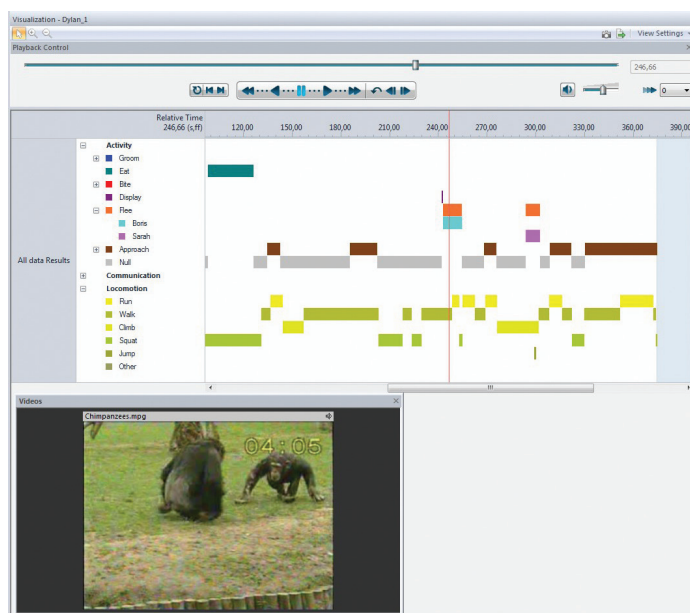 Visualization - Dylan_1
View Settings
Playback Control
246,66
0
Relative Time
246,66 (s,ff)
120,00 150,00 180,00 210,00 240,00 270,00 300,00 330,00 360,00 390,00
Activity
Groom
Eat
Bite
Display
Flee
Boris
Sarah
All data Results
Approach
Null
Communication
Locomotion
Run
Walk
Climb
Squat
Jump
Other
Videos
Chimpanzees.mpg
04:05